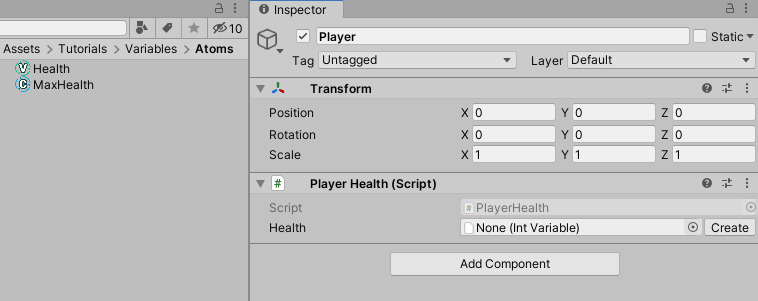 10
Assets > Tutorials > Variables > Atoms
V Health
C MaxHealth
Inspector
Player
Static
Tag Untagged Layer Default
Transform
Position X 0 Y 0 Z 0
Rotation X 0 Y 0 Z 0
Scale X 1 Y 1 Z 1
# Player Health (Script)
Script # PlayerHealth
Health None (Int Variable) Create
Add Component